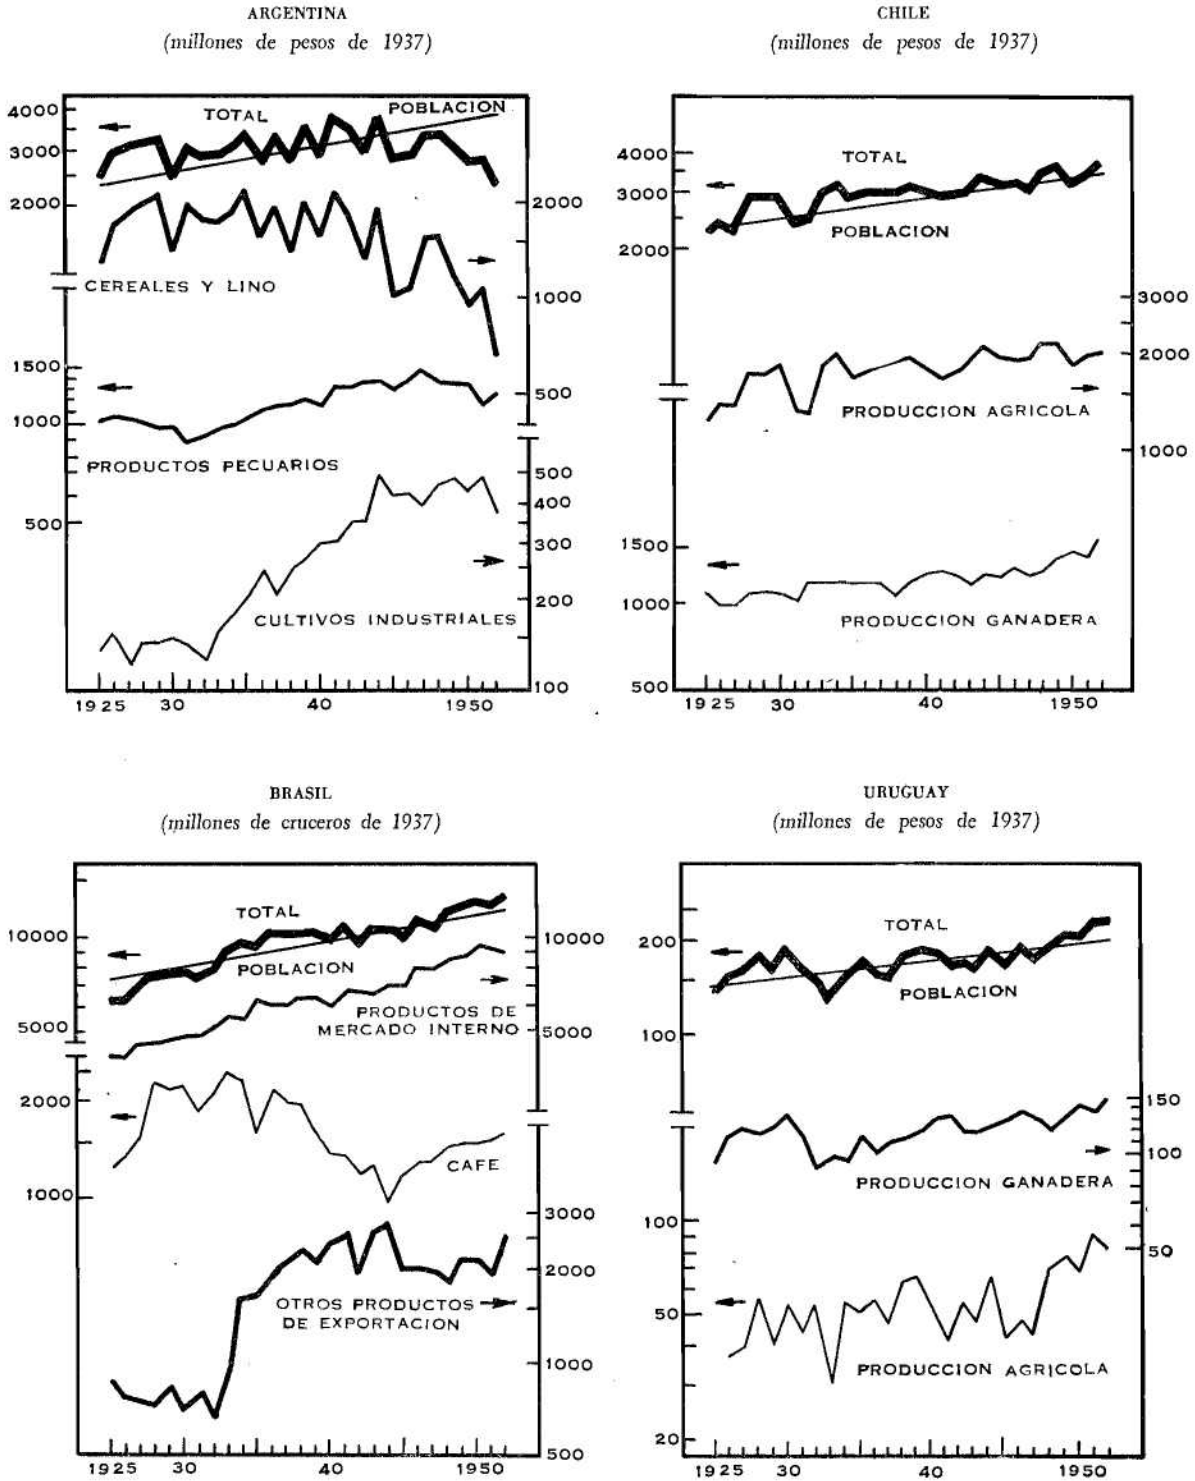 ARGENTINA
(millones de pesos de 1937)
4000
3000
2000
1500
1000
500
TOTAL
POBLACION
CEREALES Y LINO
PRODUCTOS PECUARIOS
CULTIVOS INDUSTRIALES
2000
1000
500
500
400
300
200
100
1925 30 40 1950
CHILE
(millones de pesos de 1937)
4000
3000
2000
1500
1000
500
TOTAL
POBLACION
PRODUCCION AGRICOLA
PRODUCCION GANADERA
3000
2000
1000
1925 30 40 1950
BRASIL
(millones de cruceros de 1937)
10000
5000
2000
1000
TOTAL
POBLACION
PRODUCTOS DE
MERCADO INTERNO
CAFE
OTROS PRODUCTOS
DE EXPORTACION
10000
5000
3000
2000
1000
500
1925 30 40 1950
URUGUAY
(millones de pesos de 1937)
200
100
100
50
20
TOTAL
POBLACION
PRODUCCION GANADERA
PRODUCCION AGRICOLA
150
100
50
1925 30 40 1950